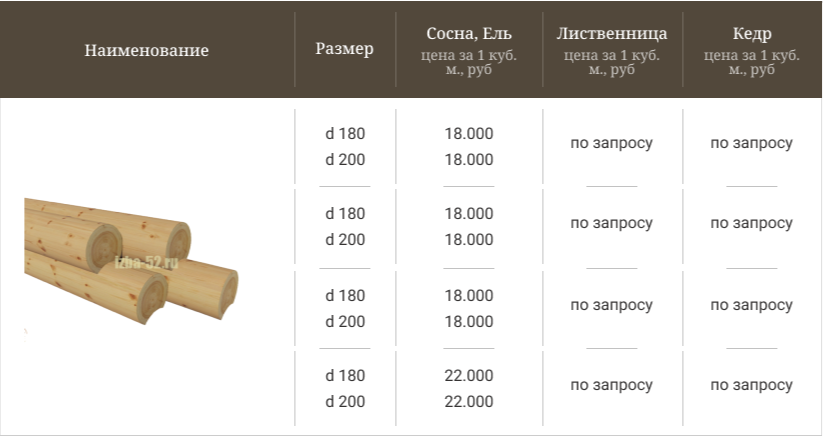 Наименование
Размер
Сосна, Ель
цена за 1 куб.
м., руб
Лиственница
цена за 1 куб.
м., руб
Кедр
цена за 1 куб.
м., руб
d 180
18.000
d 200
18.000
по запросу
по запросу
d 180
18.000
d 200
18.000
по запросу
по запросу
izba-52.ru
d 180
18.000
d 200
18.000
по запросу
по запросу
d 180
22.000
d 200
22.000
по запросу
по запросу